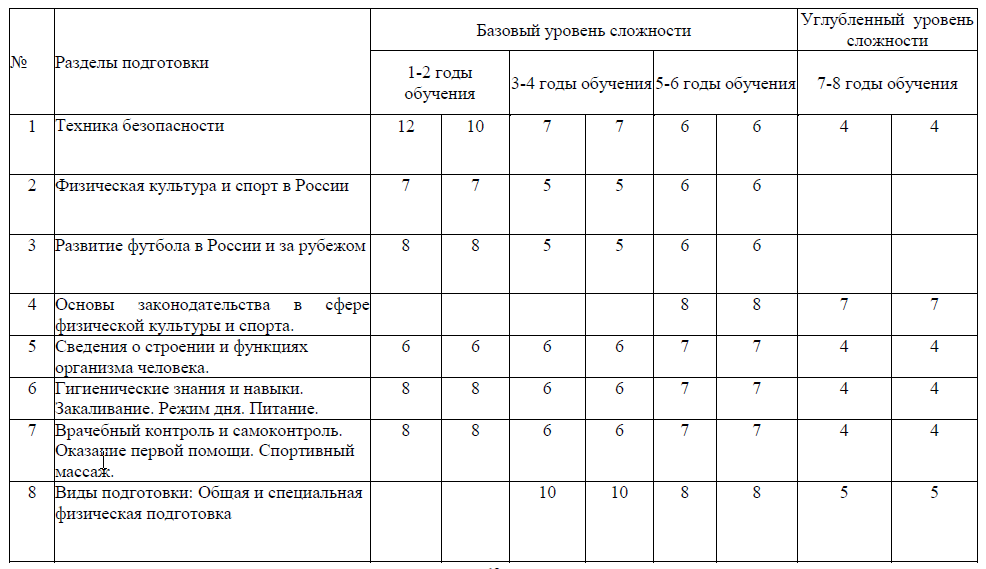 № Разделы подготовки Базовый уровень сложности Углубленный уровень
сложности
1-2 годы
обучения 3-4 годы обучения 5-6 годы обучения 7-8 годы обучения
1 Техника безопасности 12 10 7 7 6 6 4 4
2 Физическая культура и спорт в России 7 7 5 5 6 6
3 Развитие футбола в России и за рубежом 8 8 5 5 6 6
4 Основы законодательства в сфере 8 8 7 7
физической культуры и спорта.
5 Сведения о строении и функциях 6 6 6 6 7 7 4 4
организма человека.
6 Гигиенические знания и навыки. 8 8 6 6 7 7 4 4
Закаливание. Режим дня. Питание.
7 Врачебный контроль и самоконтроль. 8 8 6 6 7 7 4 4
Оказание первой помощи. Спортивный
массаж.
8 Виды подготовки: Общая и специальная 10 10 8 8 5 5
физическая подготовка